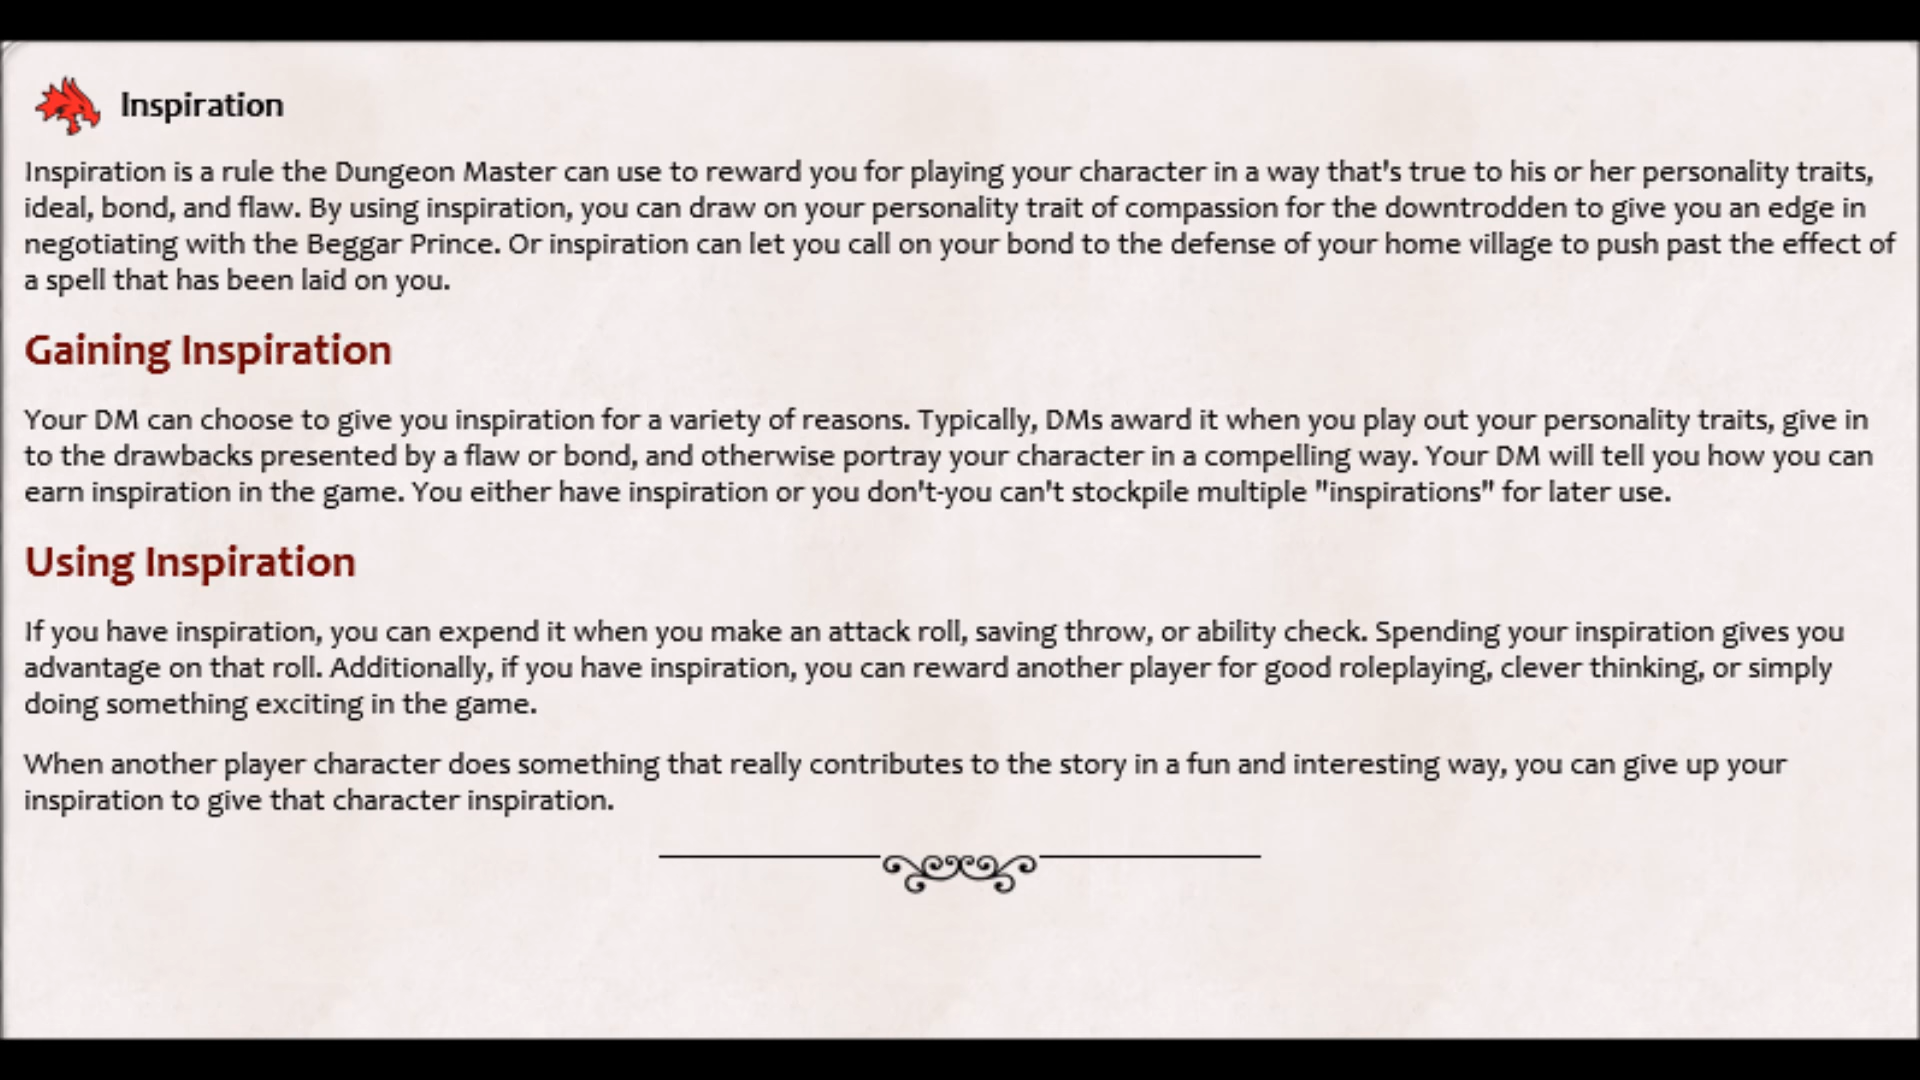 Inspiration
Inspiration is a rule the Dungeon Master can use to reward you for playing your character in a way that's true to his or her personality traits,
ideal, bond, and flaw. By using inspiration, you can draw on your personality trait of compassion for the downtrodden to give you an edge in
negotiating with the Beggar Prince. Or inspiration can let you call on your bond to the defense of your home village to push past the effect of
a spell that has been laid on you.
Gaining Inspiration
Your DM can choose to give you inspiration for a variety of reasons. Typically, DMs award it when you play out your personality traits, give in
to the drawbacks presented by a flaw or bond, and otherwise portray your character in a compelling way. Your DM will tell you how you can
earn inspiration in the game. You either have inspiration or you don't-you can't stockpile multiple "inspirations" for later use.
Using Inspiration
If you have inspiration, you can expend it when you make an attack roll, saving throw, or ability check. Spending your inspiration gives you
advantage on that roll. Additionally, if you have inspiration, you can reward another player for good roleplaying, clever thinking, or simply
doing something exciting in the game.
When another player character does something that really contributes to the story in a fun and interesting way, you can give up your
inspiration to give that character inspiration.